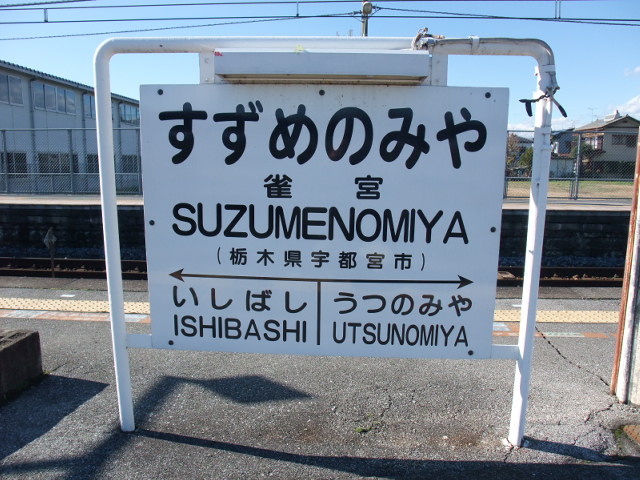 すずめのみや
雀宮
SUZUMENOMIYA
(栃木県宇都宮市)
いしばし うつのみや
ISHIBASHI UTSUNOMIYA